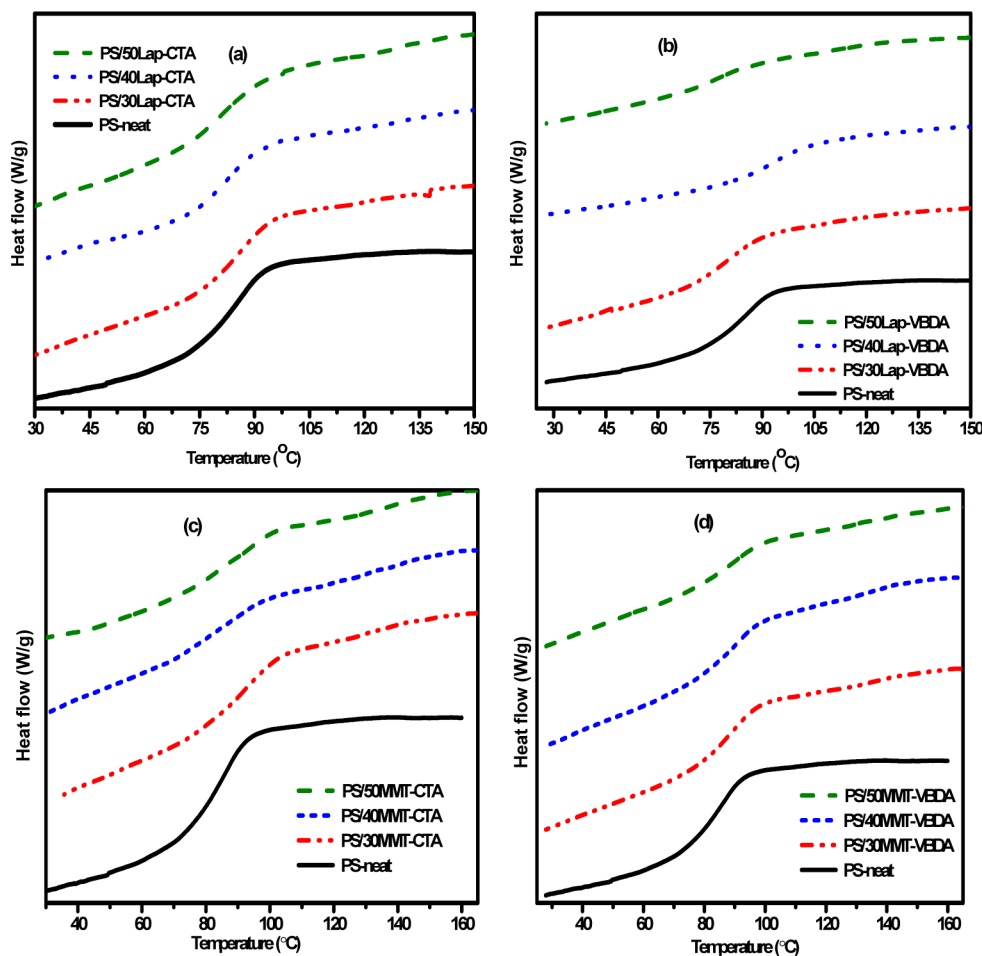 (a)
PS/50Lap-CTA
PS/40Lap-CTA
PS/30Lap-CTA
PS-neat
Heat flow (W/g)
30 45 60 75 90 105 120 135 150
Temperature (°C)
(b)
PS/50Lap-VBDA
PS/40Lap-VBDA
PS/30Lap-VBDA
PS-neat
Heat flow (W/g)
30 45 60 75 90 105 120 135 150
Temperature (°C)
(c)
PS/50MMT-CTA
PS/40MMT-CTA
PS/30MMT-CTA
PS-neat
Heat flow (W/g)
40 60 80 100 120 140 160
Temperature (°C)
(d)
PS/50MMT-VBDA
PS/40MMT-VBDA
PS/30MMT-VBDA
PS-neat
Heat flow (W/g)
40 60 80 100 120 140 160
Temperature (°C)